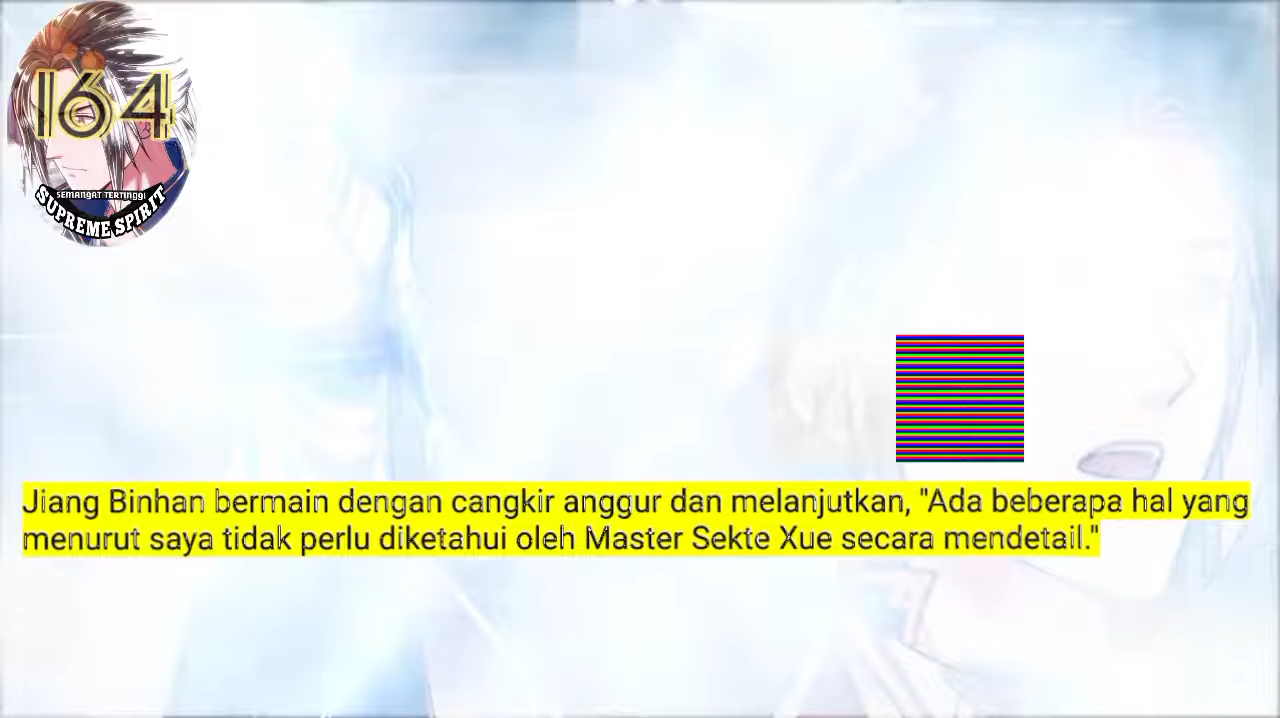 164
SEMANGAT TERTINGGI
SUPREME SPIRIT
Jiang Binhan bermain dengan cangkir anggur dan melanjutkan, "Ada beberapa hal yang
menurut saya tidak perlu diketahui oleh Master Sekte Xue secara mendetail."